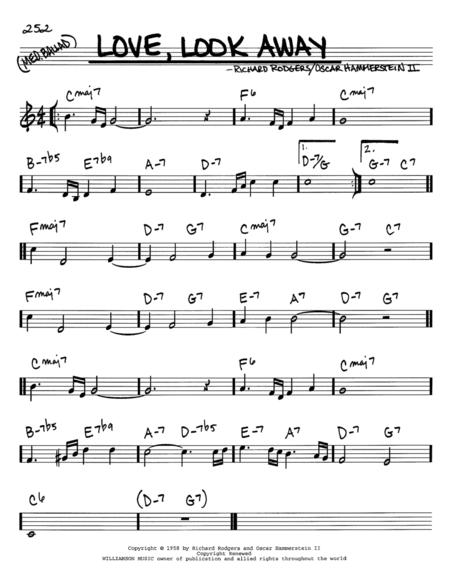 252
(MED. BALLAD)
LOVE, LOOK AWAY
–RICHARD RODGERS/OSCAR HAMMERSTEIN II
Cmaj7 F6 Cmaj7
B-7b5 E7b9 A-7 D-7 1. D-7/G 2. G-7 C7
Fmaj7 D-7 G7 Cmaj7 G-7 C7
Fmaj7 D-7 G7 E-7 A7 D-7 G7
Cmaj7 F6 Cmaj7
B-7b5 E7b9 A-7 D-7b5 E-7 A7 D-7 G7
C6 (D-7 G7)
Copyright © 1958 by Richard Rodgers and Oscar Hammerstein II
Copyright Renewed
WILLIAMSON MUSIC owner of publication and allied rights throughout the world